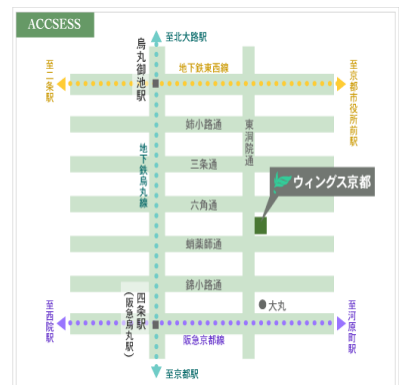 ACCSESS
至北大路駅
烏丸御池駅
地下鉄東西線
至二条駅
至京都市役所前駅
姉小路通
東洞院通
地下鉄烏丸線
三条通
ウィングス京都
六角通
蛸薬師通
錦小路通
大丸
四条駅
(阪急烏丸駅)
至西院駅
至河原町駅
阪急京都線
至京都駅